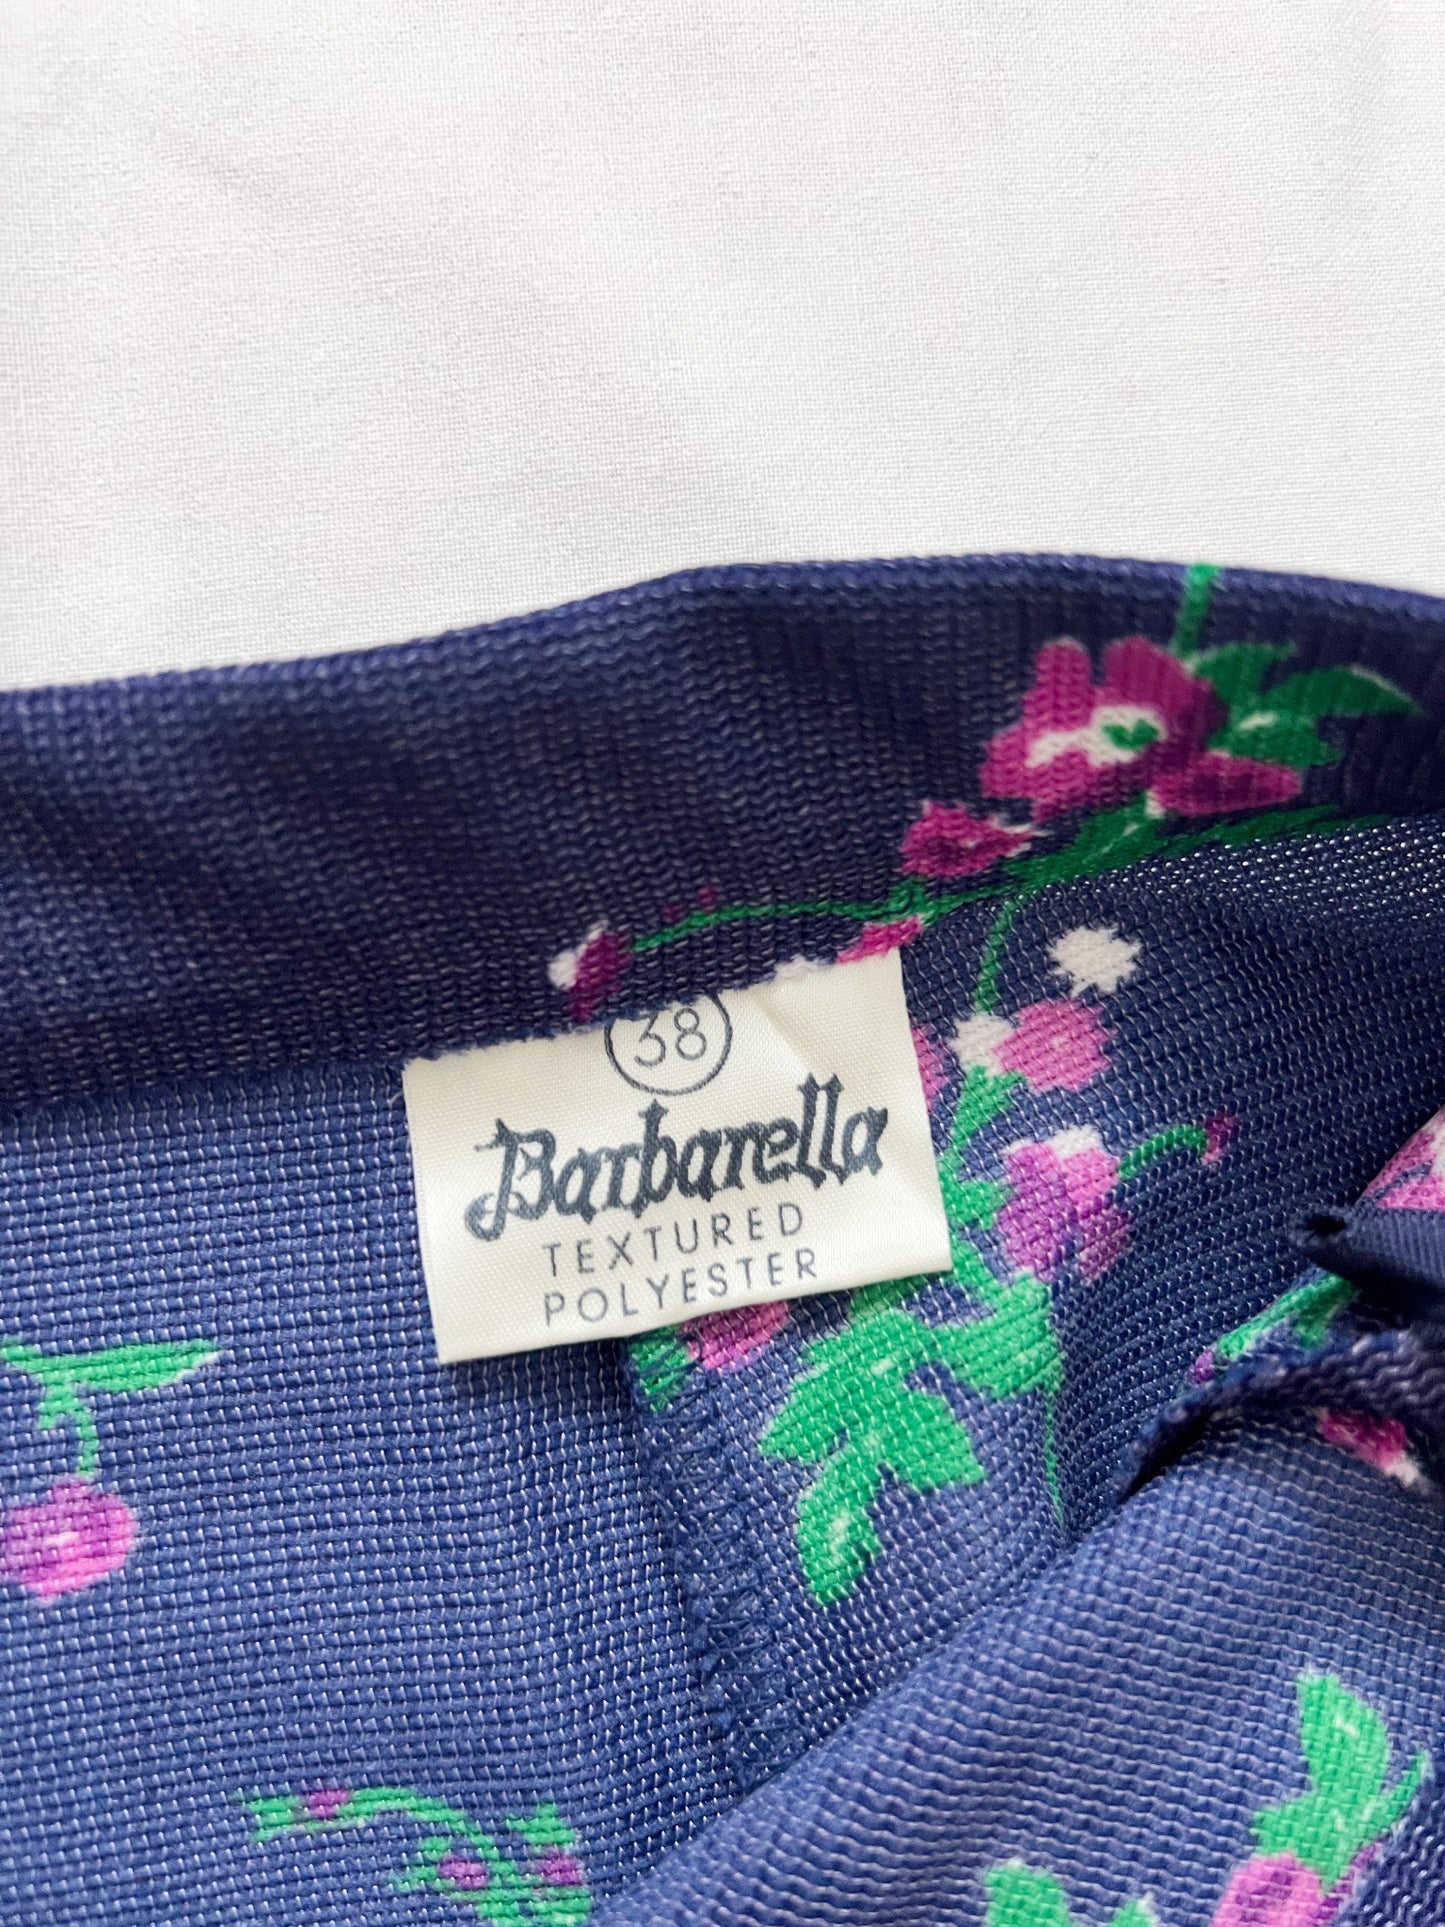 38
Barbarella
TEXTURED
POLYESTER